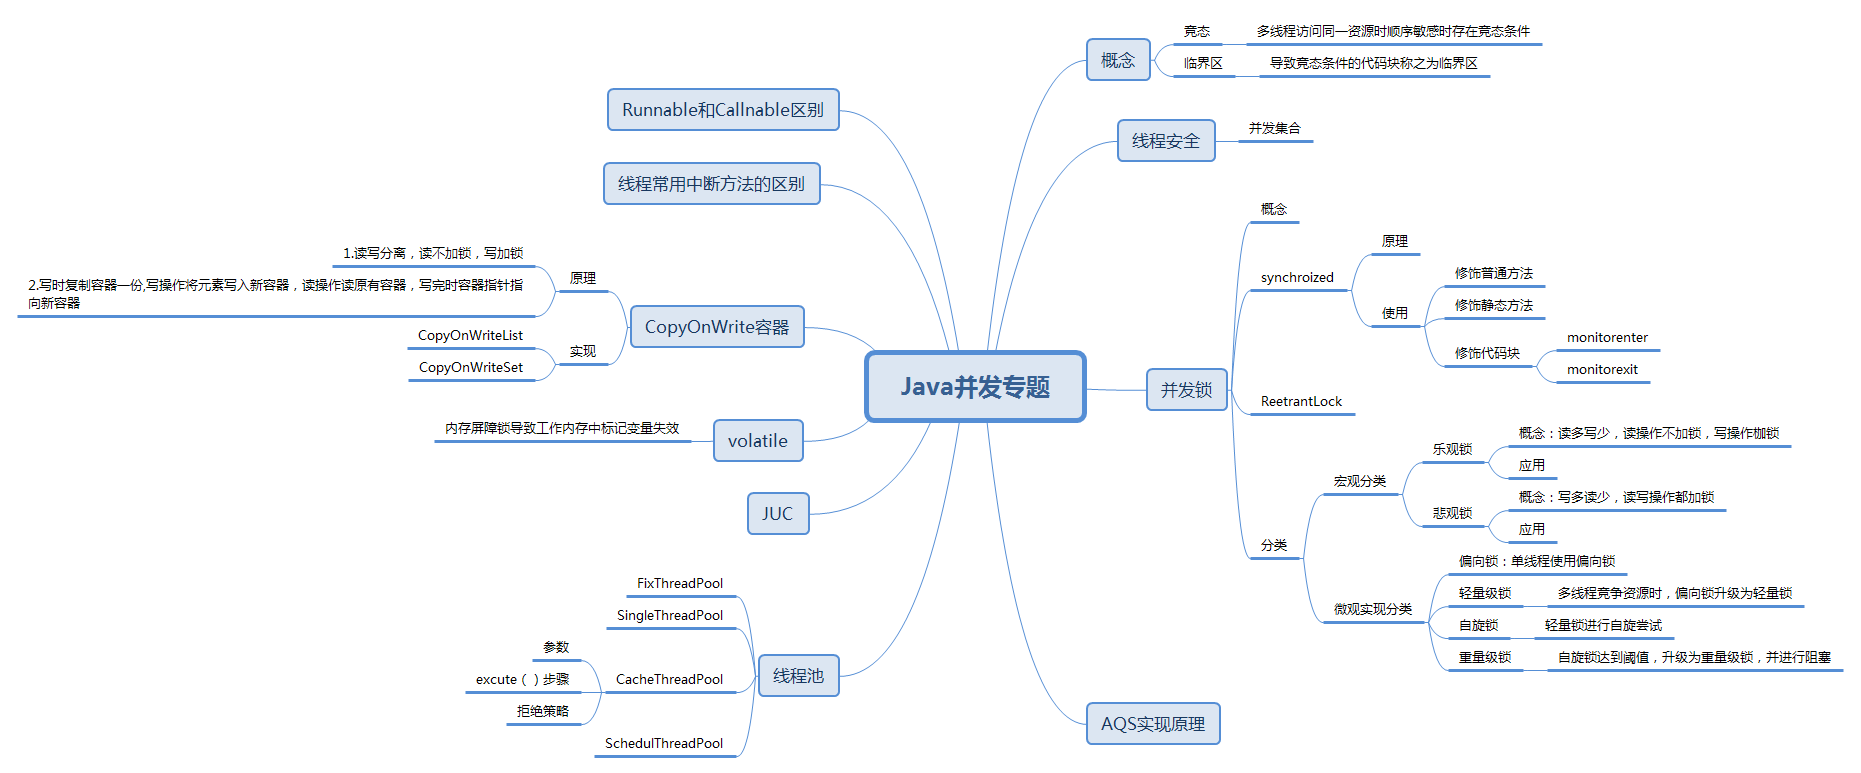 Java并发专题
概念
竞态
多线程访问同一资源时顺序敏感时存在竞态条件
临界区
导致竞态条件的代码块称之为临界区
线程安全
并发集合
并发锁
概念
synchroized
原理
使用
修饰普通方法
修饰静态方法
修饰代码块
monitorenter
monitorexit
ReetrantLock
分类
宏观分类
乐观锁
概念：读多写少，读操作不加锁，写操作枷锁
应用
悲观锁
概念：写多读少，读写操作都加锁
应用
微观实现分类
偏向锁：单线程使用偏向锁
轻量级锁
多线程竞争资源时，偏向锁升级为轻量锁
自旋锁
轻量锁进行自旋尝试
重量级锁
自旋锁达到阈值，升级为重量级锁，并进行阻塞
AQS实现原理
Runnable和Callnable区别
线程常用中断方法的区别
CopyOnWrite容器
原理
1.读写分离，读不加锁，写加锁
2.写时复制容器一份,写操作将元素写入新容器，读操作读原有容器，写完时容器指针指
向新容器
实现
CopyOnWriteList
CopyOnWriteSet
volatile
内存屏障锁导致工作内存中标记变量失效
JUC
线程池
FixThreadPool
SingleThreadPool
CacheThreadPool
参数
excute（）步骤
拒绝策略
SchedulThreadPool